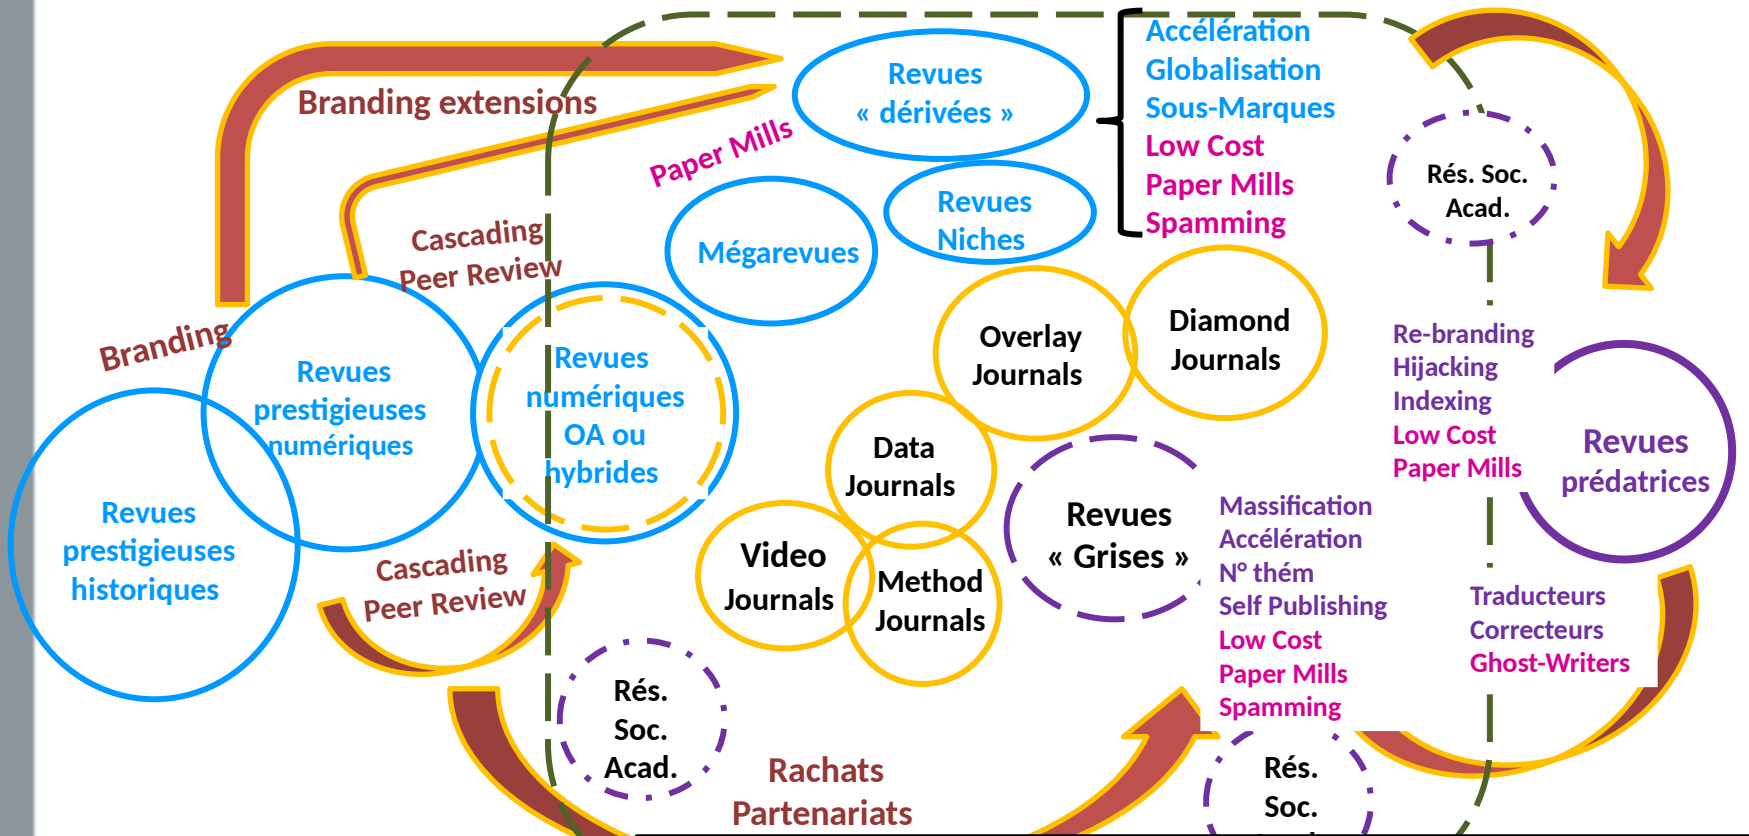 Branding extensions
Revues
« dérivées »
Accélération
Globalisation
Sous-Marques
Low Cost
Paper Mills
Spamming
Paper Mills
Rés. Soc.
Acad.
Cascading
Peer Review
Mégarevues
Revues
Niches
Branding
Revues
prestigieuses
numériques
Revues
numériques
OA ou
hybrides
Overlay
Journals
Diamond
Journals
Re-branding
Hijacking
Indexing
Low Cost
Paper Mills
Revues
prédatrices
Revues
prestigieuses
historiques
Data
Journals
Revues
« Grises »
Massification
Accélération
N° thém
Self Publishing
Low Cost
Paper Mills
Spamming
Cascading
Peer Review
Video
Journals
Method
Journals
Traducteurs
Correcteurs
Ghost-Writers
Rés.
Soc.
Acad.
Rachats
Partenariats
Rés.
Soc.